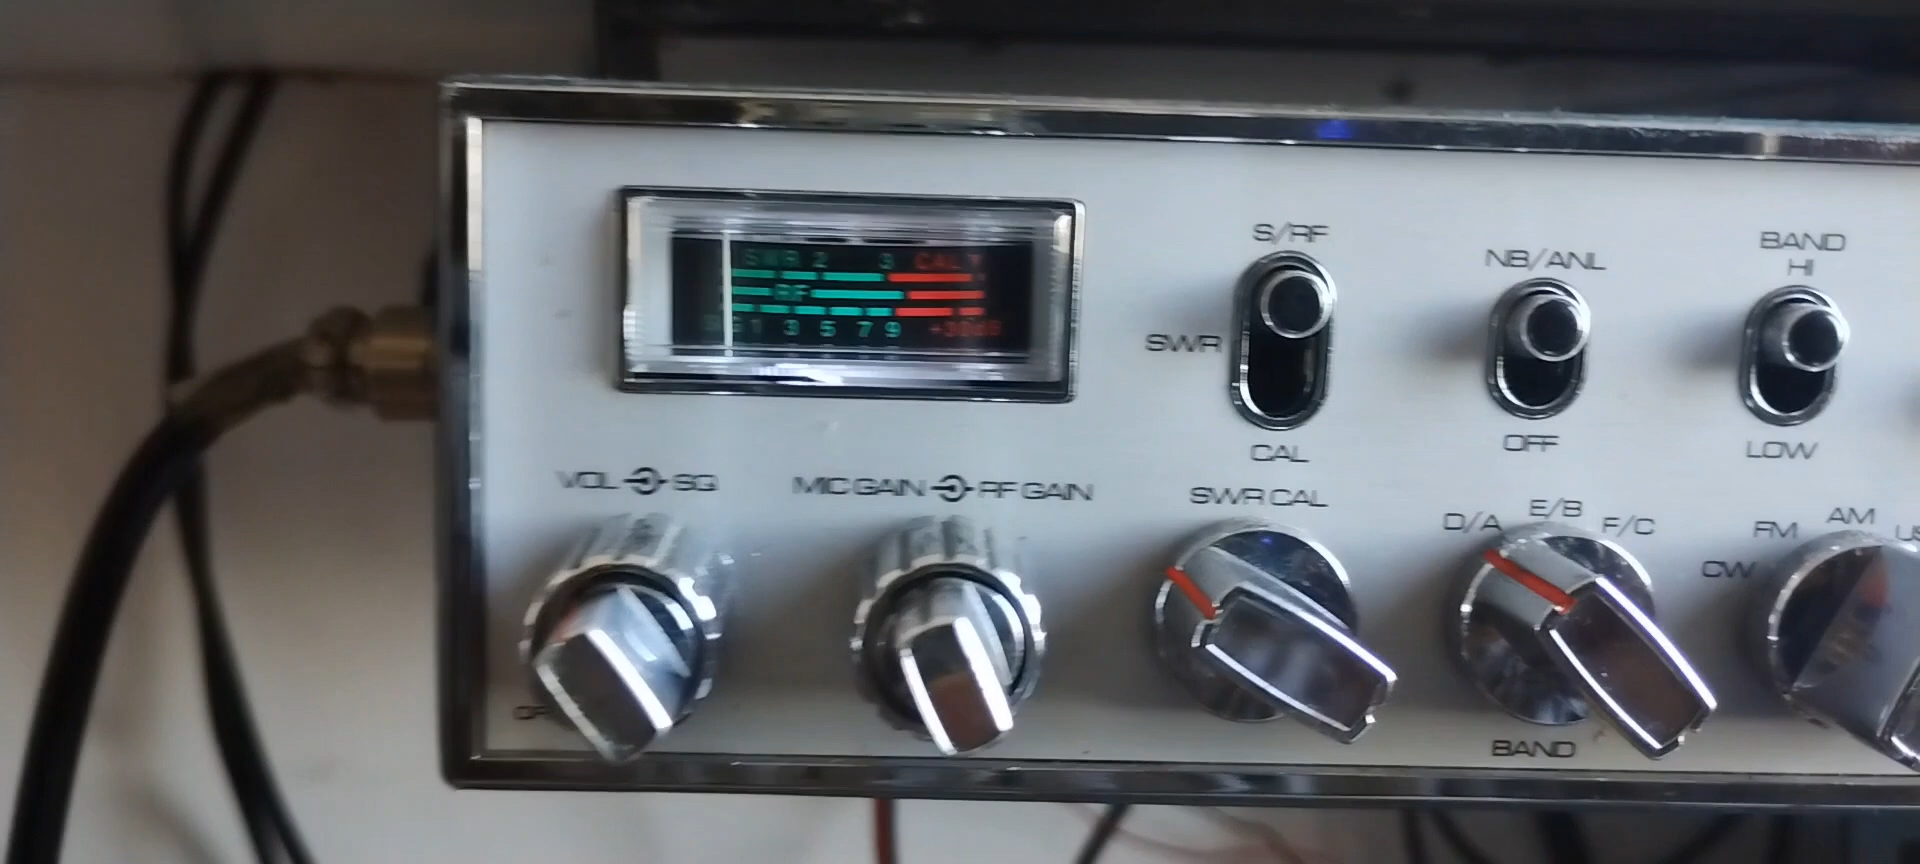 S/RF
NB/ANL
BAND
HI
SWR 2 3 CAL
RF
1 3 5 7 9 +30dB
SWR
CAL
OFF
LOW
VOL SQ
MIC GAIN RF GAIN
SWR CAL
D/A E/B F/C
FM AM
CW
BAND